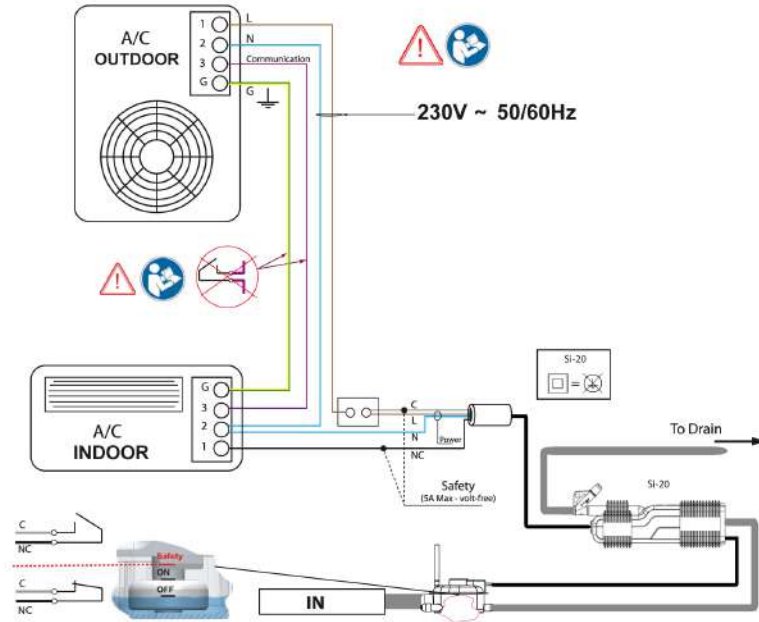 A/C
OUTDOOR
1
2
3
G
L
N
Communication
G
230V ~ 50/60Hz
A/C
INDOOR
G
3
2
1
C
L
N
NC
Power
Safety
(5A Max - volt-free)
Si-20
=
To Drain
Si-20
C
NC
C
NC
Safety
ON
OFF
IN